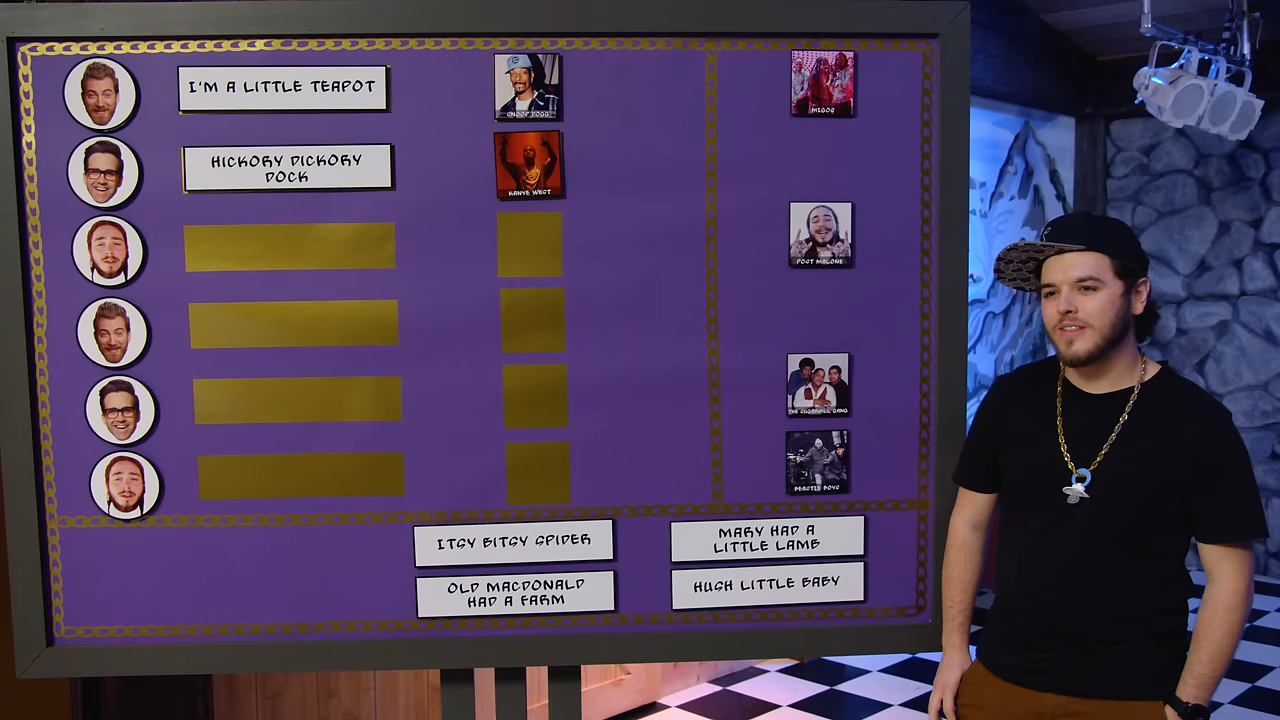 I'M A LITTLE TEAPOT
SNOOP DOGG
MIGOS
HICKORY DICKORY
DOCK
KANYE WEST
POST MALONE
THE SUGARHILL GANG
BEASTIE BOYS
ITSY BITSY SPIDER
MARY HAD A
LITTLE LAMB
OLD MACDONALD
HAD A FARM
HUSH LITTLE BABY